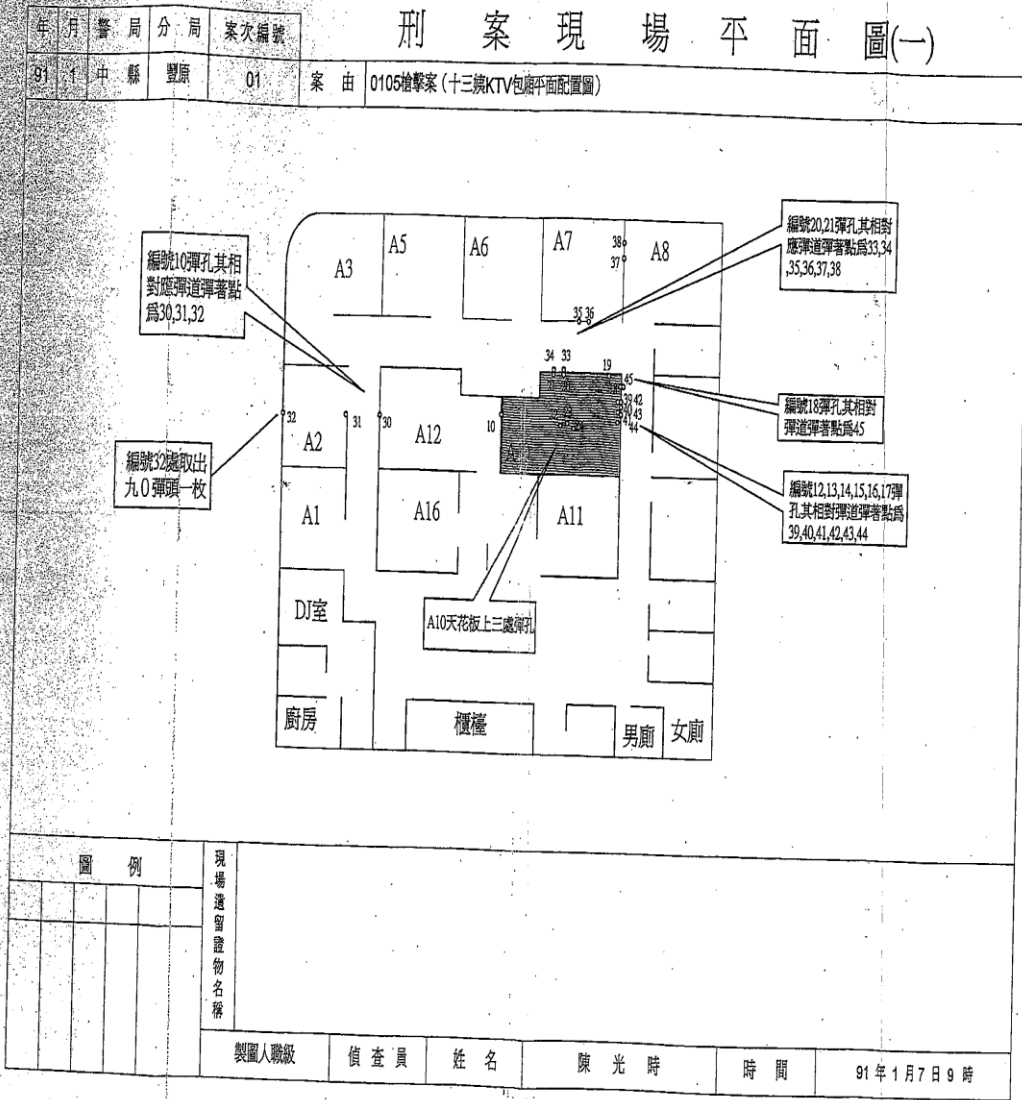 刑案現場平面圖(一)
年 月 警局 分局 案次編號
91 1 中縣 豐原 01
案由 0105槍擊案(十三姨KTV包廂平面配置圖)
編號10彈孔其相
對應彈道彈著點
為30,31,32
編號20,21彈孔其相對
應彈道彈著點為33,34
,35,36,37,38
A3
A5
A6
A7
A8
38
37
35 36
34 33
19
45
39 42
40 43
41 44
編號18彈孔其相對
彈道彈著點為45
32
31
30
10
A2
A12
編號32處取出
九0彈頭一枚
編號12,13,14,15,16,17彈
孔其相對彈道彈著點為
39,40,41,42,43,44
A1
A16
A11
A10天花板上三處彈孔
DJ室
廚房
櫃檯
男廁
女廁
圖例
現場遺留證物名稱
製圖人職級 偵查員 姓名 陳光時 時間 91年1月7日9時